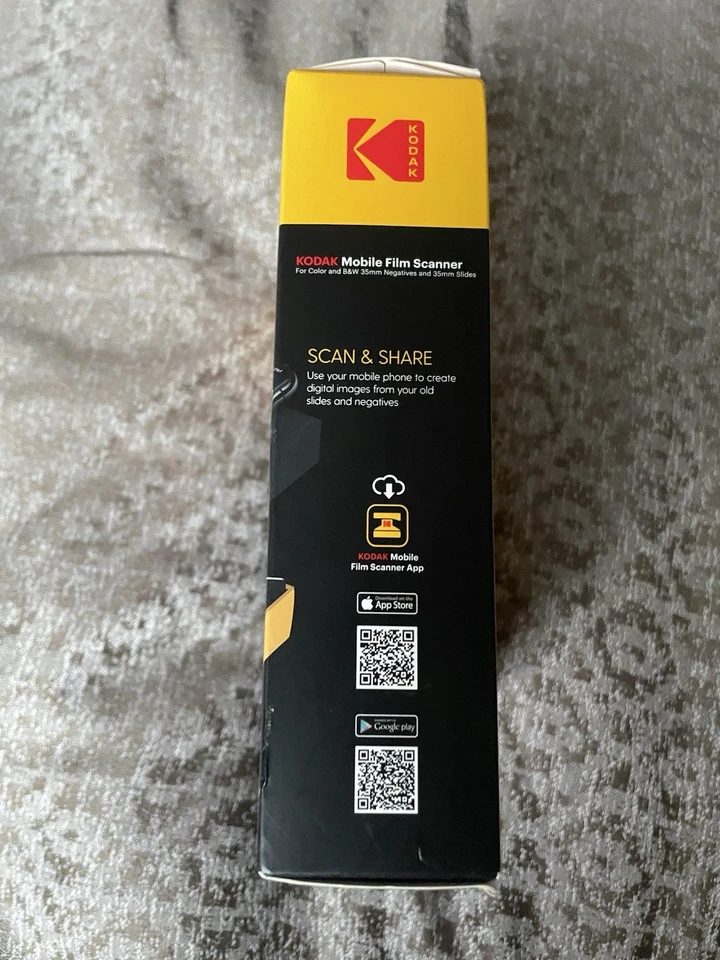 KODAK
KODAK Mobile Film Scanner
For Color and B&W 35mm Negatives and 35mm Slides
SCAN & SHARE
Use your mobile phone to create
digital images from your old
slides and negatives
KODAK Mobile
Film Scanner App
Download on the
App Store
Google play